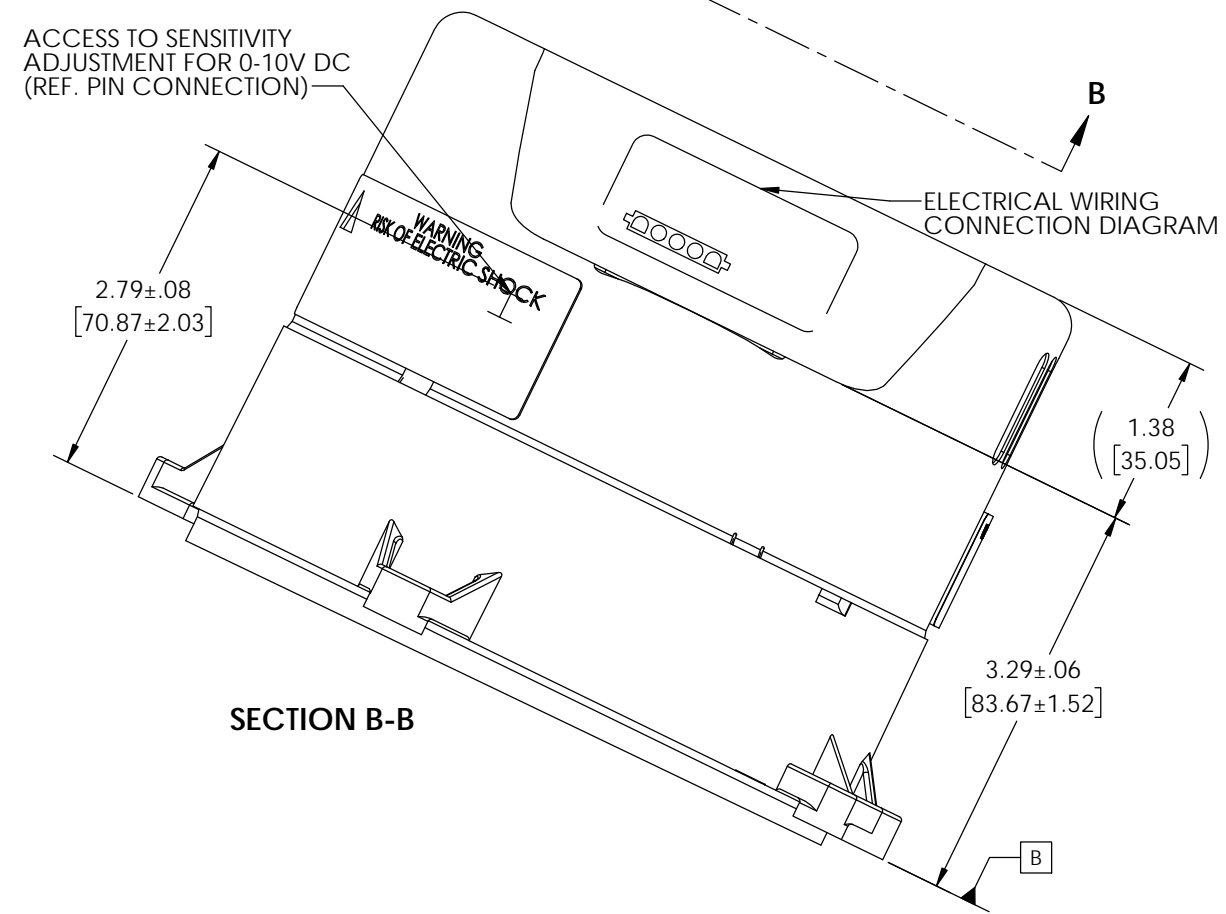 ACCESS TO SENSITIVITY
ADJUSTMENT FOR 0-10V DC
(REF. PIN CONNECTION)
B
ELECTRICAL WIRING
CONNECTION DIAGRAM
WARNING
RISK OF ELECTRIC SHOCK
2.79±.08
[70.87±2.03]
(1.38
[35.05])
3.29±.06
[83.67±1.52]
SECTION B-B
B